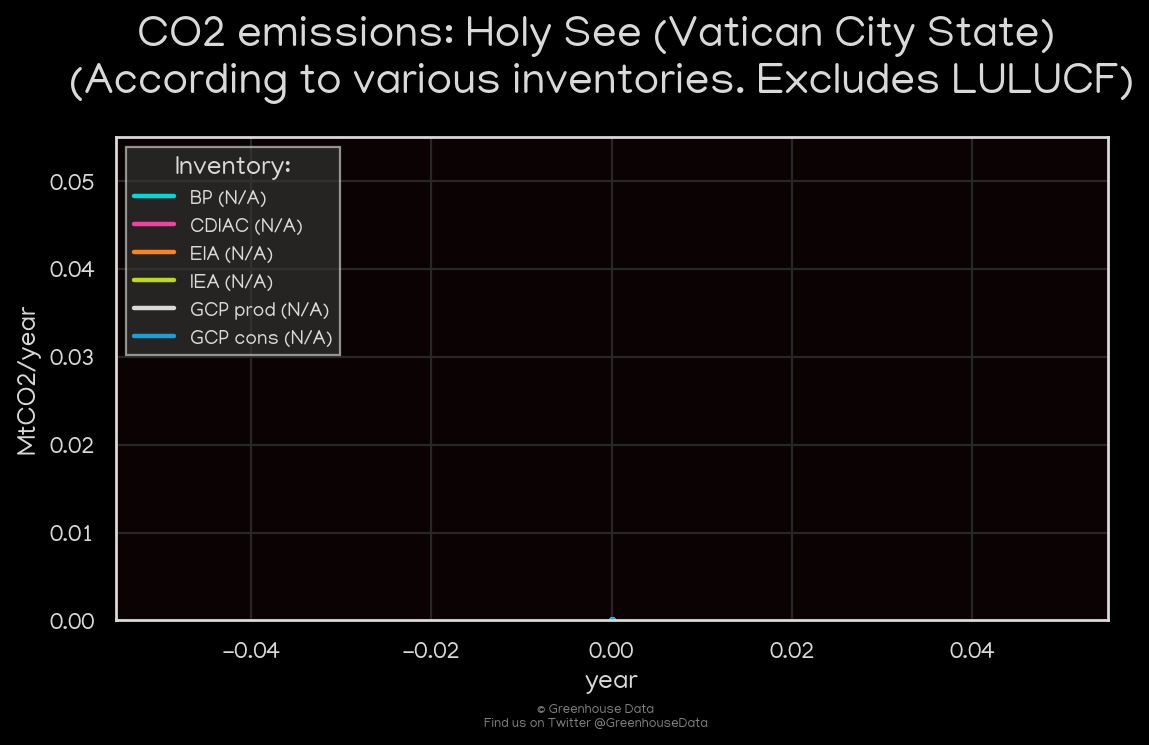 CO2 emissions: Holy See (Vatican City State)
(According to various inventories. Excludes LULUCF)
Inventory:
BP (N/A)
CDIAC (N/A)
EIA (N/A)
IEA (N/A)
GCP prod (N/A)
GCP cons (N/A)
MtCO2/year
0.05
0.04
0.03
0.02
0.01
0.00
−0.04 −0.02 0.00 0.02 0.04
year
© Greenhouse Data
Find us on Twitter @GreenhouseData